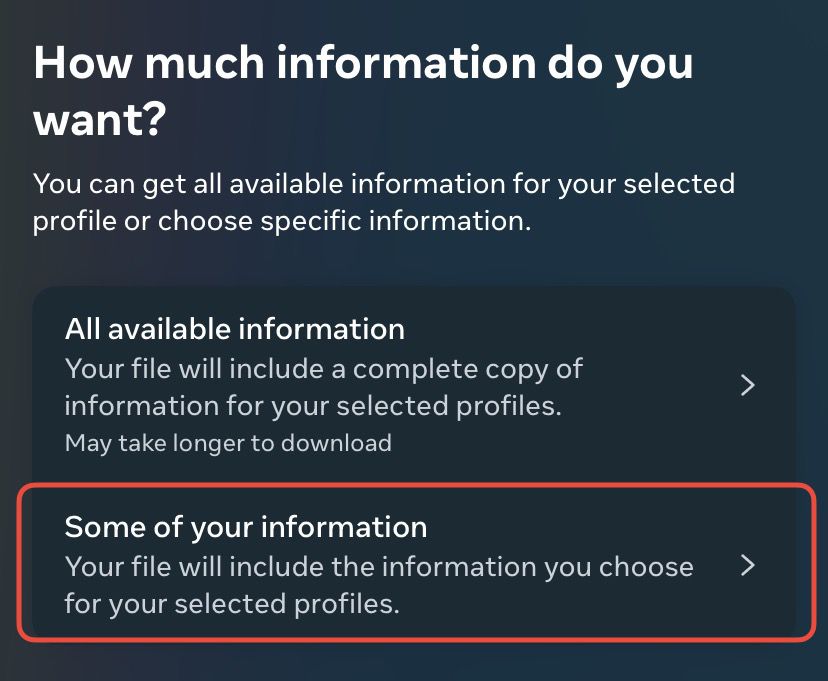 How much information do you
want?
You can get all available information for your selected
profile or choose specific information.
All available information
Your file will include a complete copy of
information for your selected profiles.
May take longer to download
Some of your information
Your file will include the information you choose
for your selected profiles.